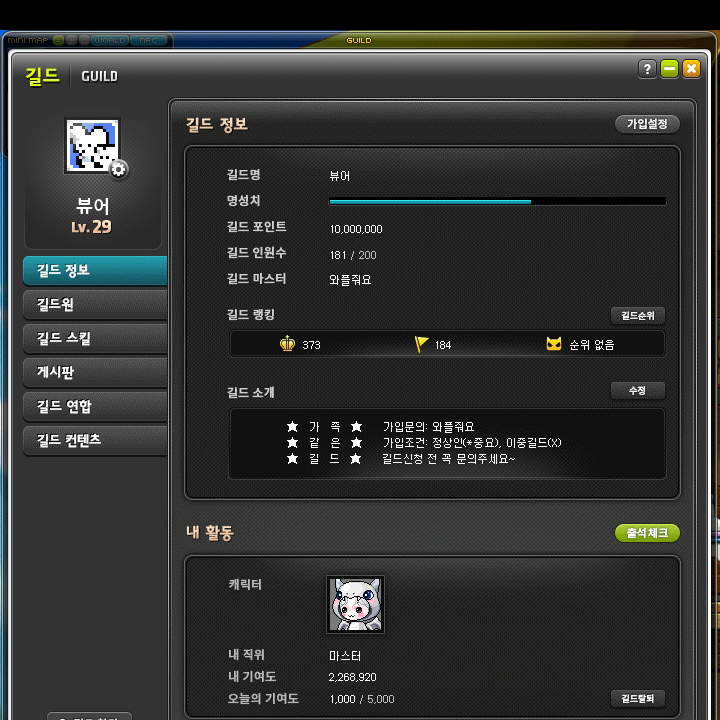 MINI MAP WORLD NPC
GUILD
길드 GUILD
?
뷰어
Lv.29
길드 정보
길드원
길드 스킬
게시판
길드 연합
길드 컨텐츠
길드 정보 가입설정
길드명 뷰어
명성치
길드 포인트 10,000,000
길드 인원수 181 / 200
길드 마스터 와플줘요
길드 랭킹 길드순위
373 184 순위 없음
길드 소개 수정
★ 가 족 ★ 가입문의: 와플줘요
★ 같 은 ★ 가입조건: 정상인(*중요), 이중길드(X)
★ 길 드 ★ 길드신청 전 꼭 문의주세요~
내 활동 출석체크
캐릭터
내 직위 마스터
내 기여도 2,268,920
오늘의 기여도 1,000 / 5,000 길드탈퇴